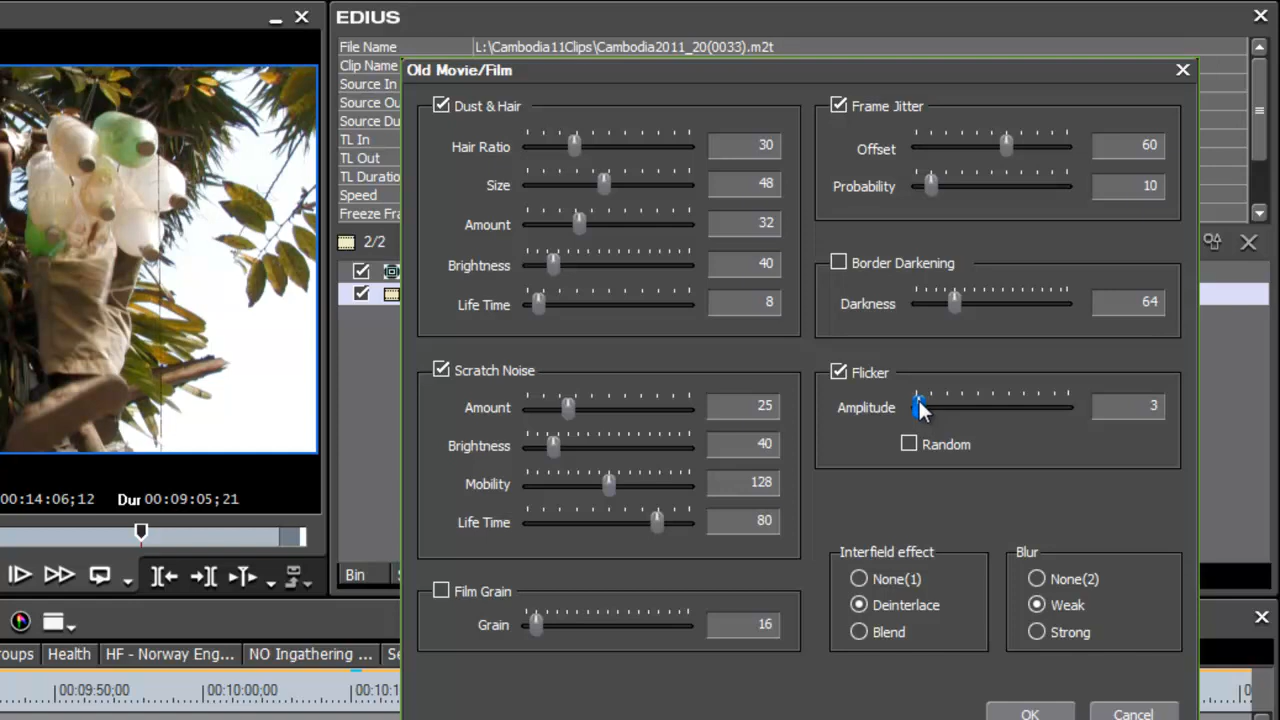 EDIUS
File Name L:\Cambodia11Clips\Cambodia2011_20(0033).m2t
Clip Name
Source In
Source Ou
Source Du
TL In
TL Out
TL Duratio
Speed
Freeze Fra
2/2
Old Movie/Film
Dust & Hair
Hair Ratio 30
Size 48
Amount 32
Brightness 40
Life Time 8
Scratch Noise
Amount 25
Brightness 40
Mobility 128
Life Time 80
Film Grain
Grain 16
Frame Jitter
Offset 60
Probability 10
Border Darkening
Darkness 64
Flicker
Amplitude 3
Random
Interfield effect
None(1)
Deinterlace
Blend
Blur
None(2)
Weak
Strong
OK Cancel
00:14:06;12 Dur 00:09:05;21
Bin
oups Health HF - Norway Eng... NO Ingathering ... Se
00:09:50;00 00:10:00;00 00:10:1